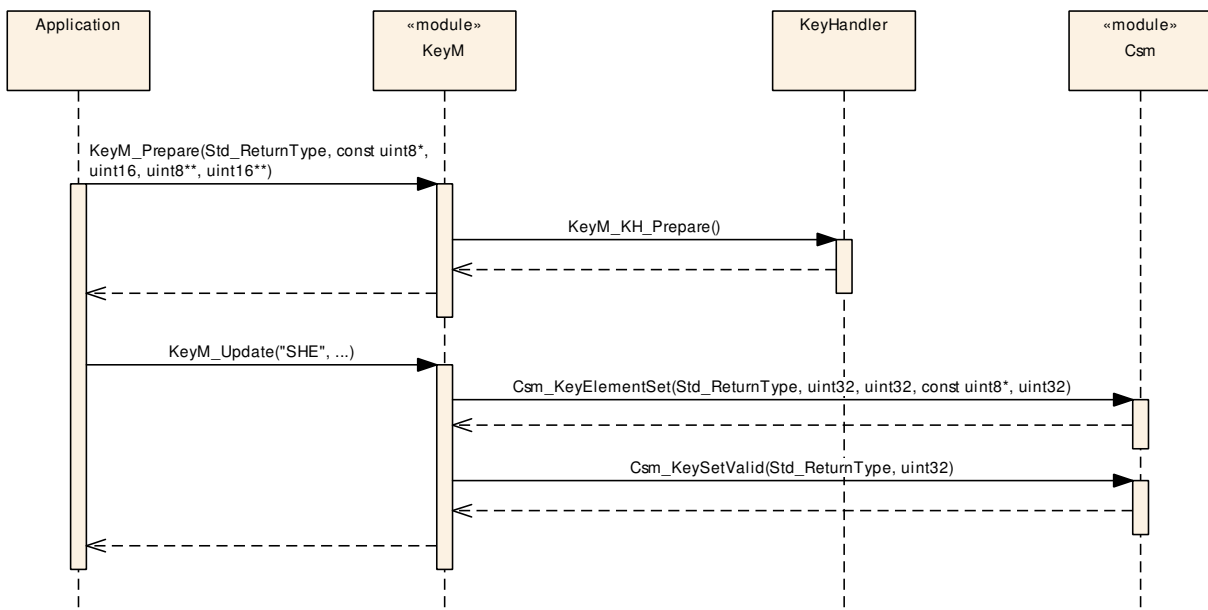 Application
«module»
KeyM
KeyHandler
«module»
Csm
KeyM_Prepare(Std_ReturnType, const uint8*,
uint16, uint8**, uint16**)
KeyM_KH_Prepare()
KeyM_Update("SHE", ...)
Csm_KeyElementSet(Std_ReturnType, uint32, uint32, const uint8*, uint32)
Csm_KeySetValid(Std_ReturnType, uint32)